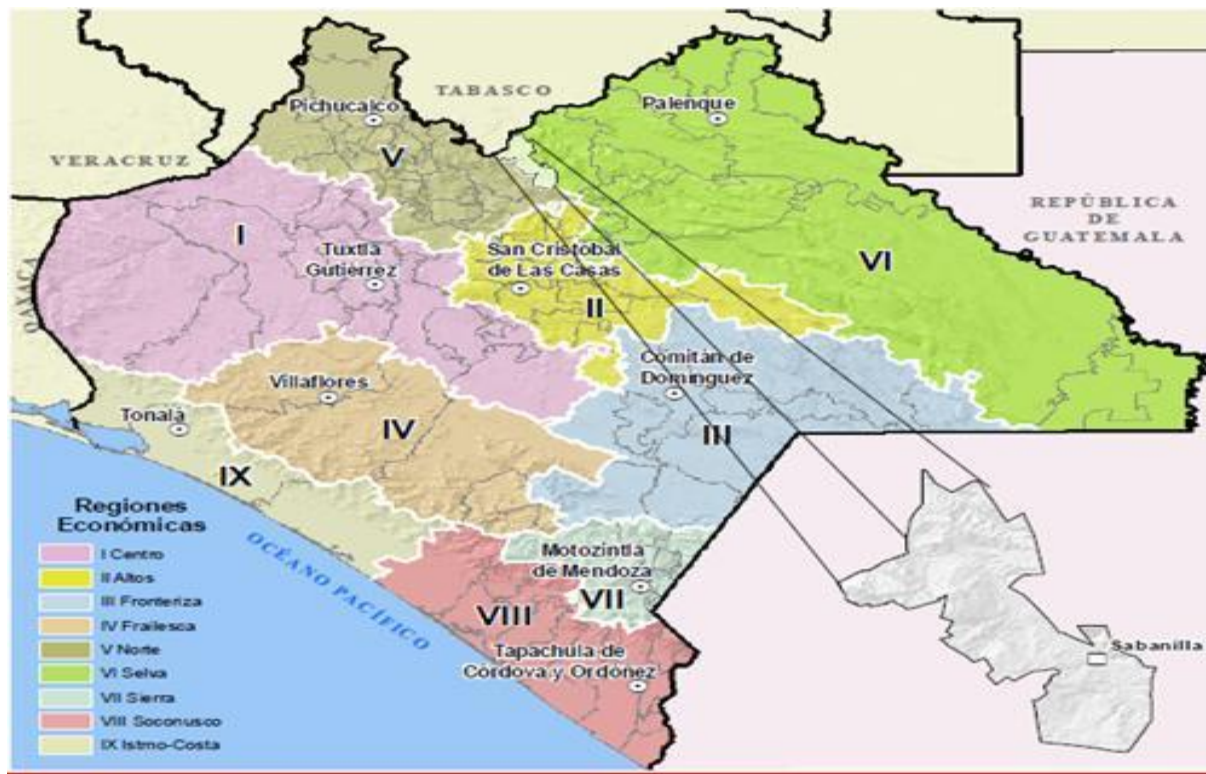 TABASCO
Pichucalco
Palenque
VERACRUZ
V
REPÚBLICA
DE
GUATEMALA
I
Tuxtla
Gutiérrez
San Cristóbal
de Las Casas
VI
OAXACA
II
Comitán de
Domínguez
Villaflores
Tonalá
IV
III
IX
Regiones
Económicas
I Centro
II Altos
III Fronteriza
IV Frailesca
V Norte
VI Selva
VII Sierra
VIII Soconusco
IX Istmo-Costa
OCÉANO PACÍFICO
Motozintla
de Mendoza
VII
VIII
Tapachula de
Córdova y Ordóñez
Sabanilla